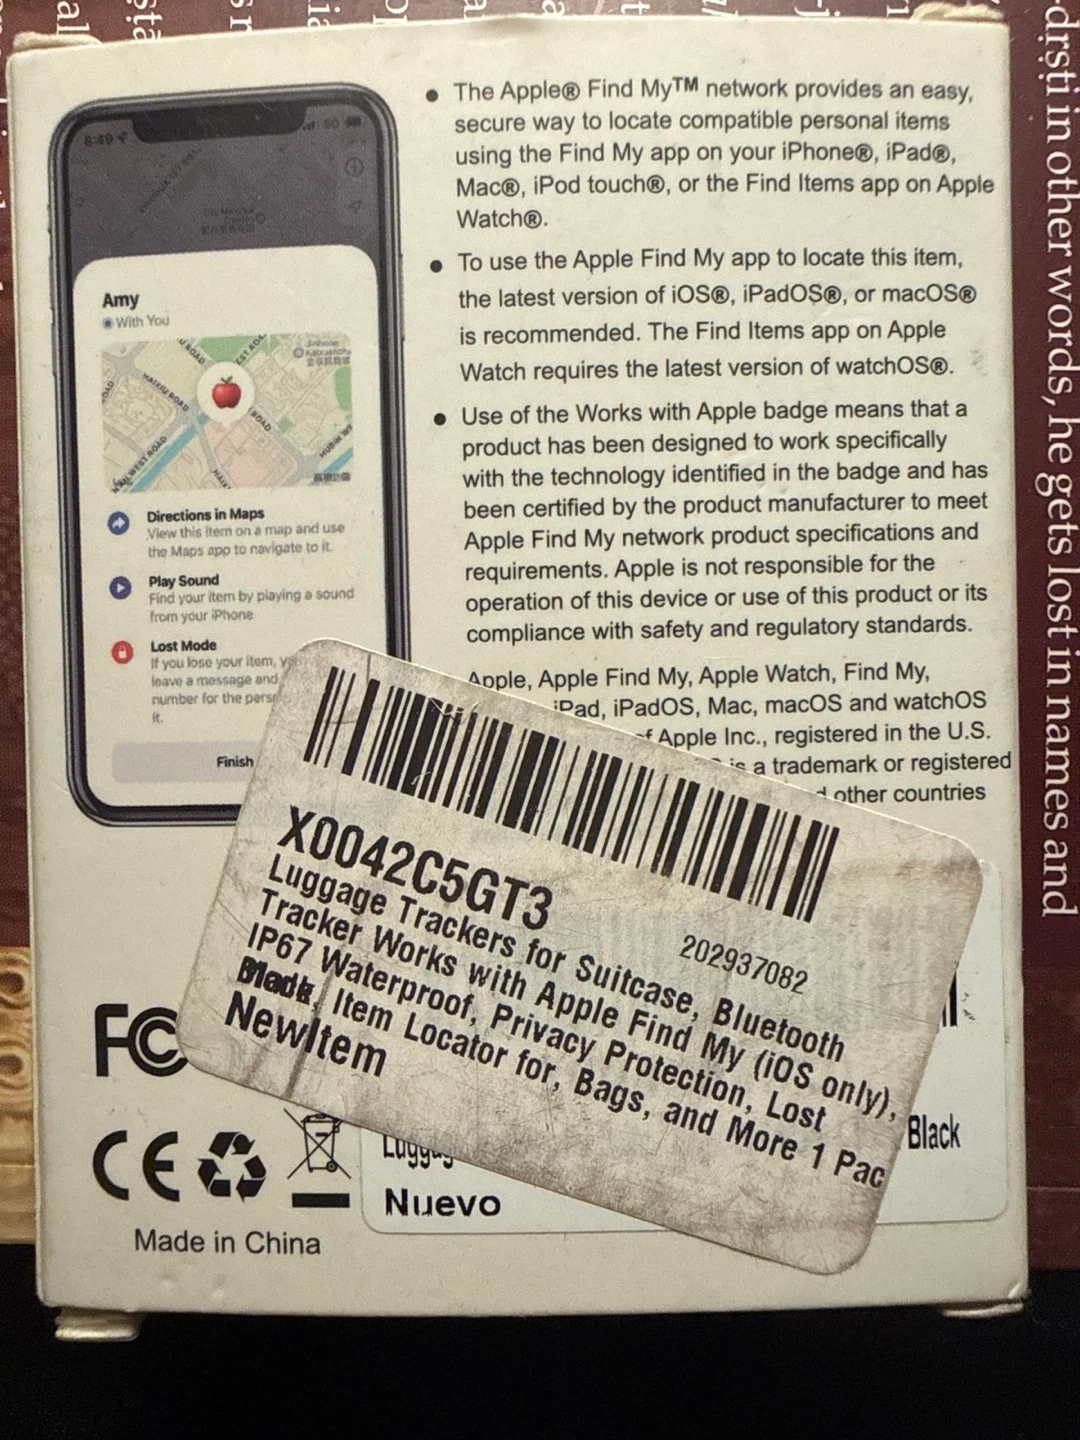 8:49
5G
Amy
With You
HAIXIU ROAD
Directions in Maps
View this item on a map and use
the Maps app to navigate to it.
Play Sound
Find your item by playing a sound
from your iPhone
Lost Mode
If you lose your item, y
leave a message and
number for the pers
it.
Finish
● The Apple® Find My™ network provides an easy,
secure way to locate compatible personal items
using the Find My app on your iPhone®, iPad®,
Mac®, iPod touch®, or the Find Items app on Apple
Watch®.
● To use the Apple Find My app to locate this item,
the latest version of iOS®, iPadOS®, or macOS®
is recommended. The Find Items app on Apple
Watch requires the latest version of watchOS®.
● Use of the Works with Apple badge means that a
product has been designed to work specifically
with the technology identified in the badge and has
been certified by the product manufacturer to meet
Apple Find My network product specifications and
requirements. Apple is not responsible for the
operation of this device or use of this product or its
compliance with safety and regulatory standards.
Apple, Apple Find My, Apple Watch, Find My,
iPad, iPadOS, Mac, macOS and watchOS
of Apple Inc., registered in the U.S.
is a trademark or registered
other countries
X0042C5GT3
202937082
Luggage Trackers for Suitcase, Bluetooth
Tracker Works with Apple Find My (iOS only),
IP67 Waterproof, Privacy Protection, Lost
Item Locator for, Bags, and More 1 Pac
NewItem
Black
Nuevo
FC
CE
Made in China
-dṛṣṭi in other words, he gets lost in names and